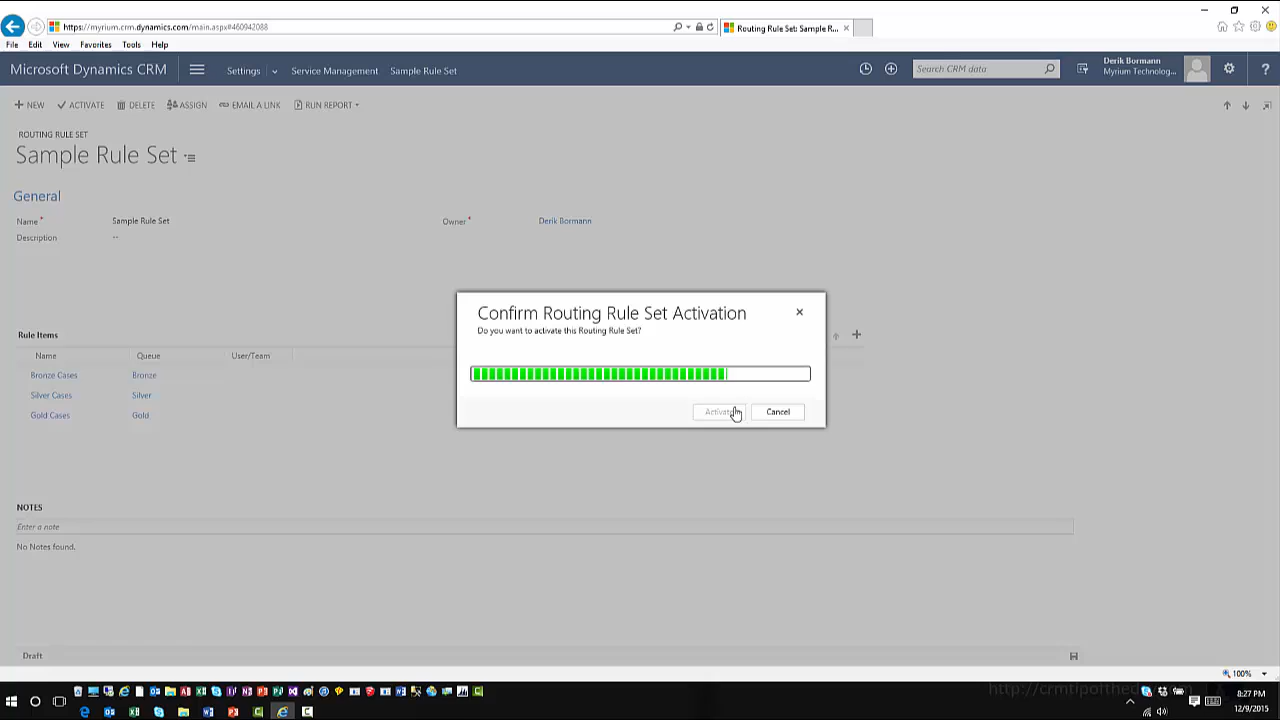 https://myrium.crm.dynamics.com/main.aspx#460942088
Routing Rule Set: Sample R...
File Edit View Favorites Tools Help
Microsoft Dynamics CRM Settings Service Management Sample Rule Set Search CRM data
Derik Bormann
Myrium Technolog...
?
NEW ACTIVATE DELETE ASSIGN EMAIL A LINK RUN REPORT
ROUTING RULE SET
Sample Rule Set
General
Name * Sample Rule Set Owner * Derik Bormann
Description --
Confirm Routing Rule Set Activation
Do you want to activate this Routing Rule Set?
Activate Cancel
Rule Items
Name Queue User/Team
Bronze Cases Bronze
Silver Cases Silver
Gold Cases Gold
NOTES
Enter a note
No Notes found.
Draft
100%
http://crmtipoftheday.com
8:27 PM
12/9/2015